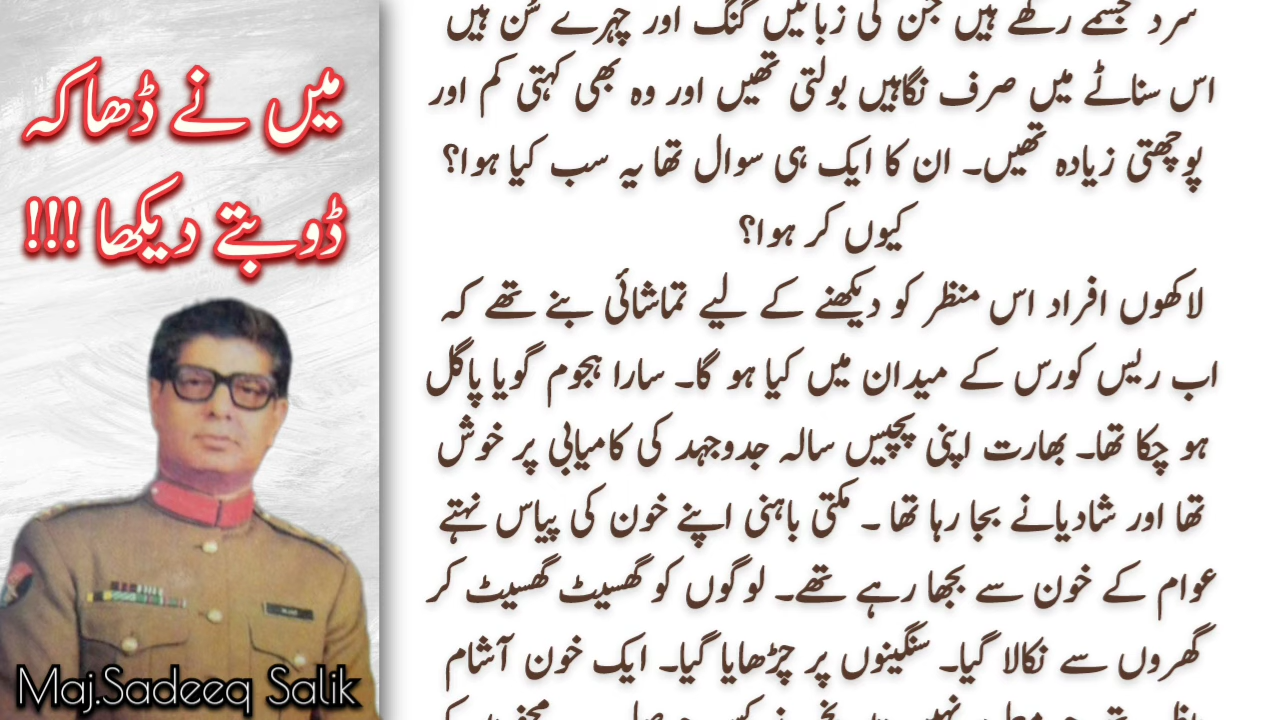 میں نے ڈھاکہ
ڈوبتے دیکھا !!!
Maj.Sadeeq Salik
سرد جسمے رکھے ہیں جن کی زبانیں گنگ اور چہرے سُن ہیں
اس سناٹے میں صرف نگاہیں بولتی تھیں اور وہ بھی کہتی کم اور
پوچھتی زیادہ تھیں۔ ان کا ایک ہی سوال تھا یہ سب کیا ہوا؟
کیوں کر ہوا؟
لاکھوں افراد اس منظر کو دیکھنے کے لیے تماشائی بنے تھے کہ
اب ریس کورس کے میدان میں کیا ہو گا۔ سارا ہجوم گویا پاگل
ہو چکا تھا۔ بھارت اپنی پچیس سالہ جدوجہد کی کامیابی پر خوش
تھا اور شادیانے بجا رہا تھا ۔ مکتی باہنی اپنے خون کی پیاس نہتے
عوام کے خون سے بجھا رہے تھے۔ لوگوں کو گھسیٹ گھسیٹ کر
گھروں سے نکالا گیا۔ سنگینوں پر چڑھایا گیا۔ ایک خون آشام